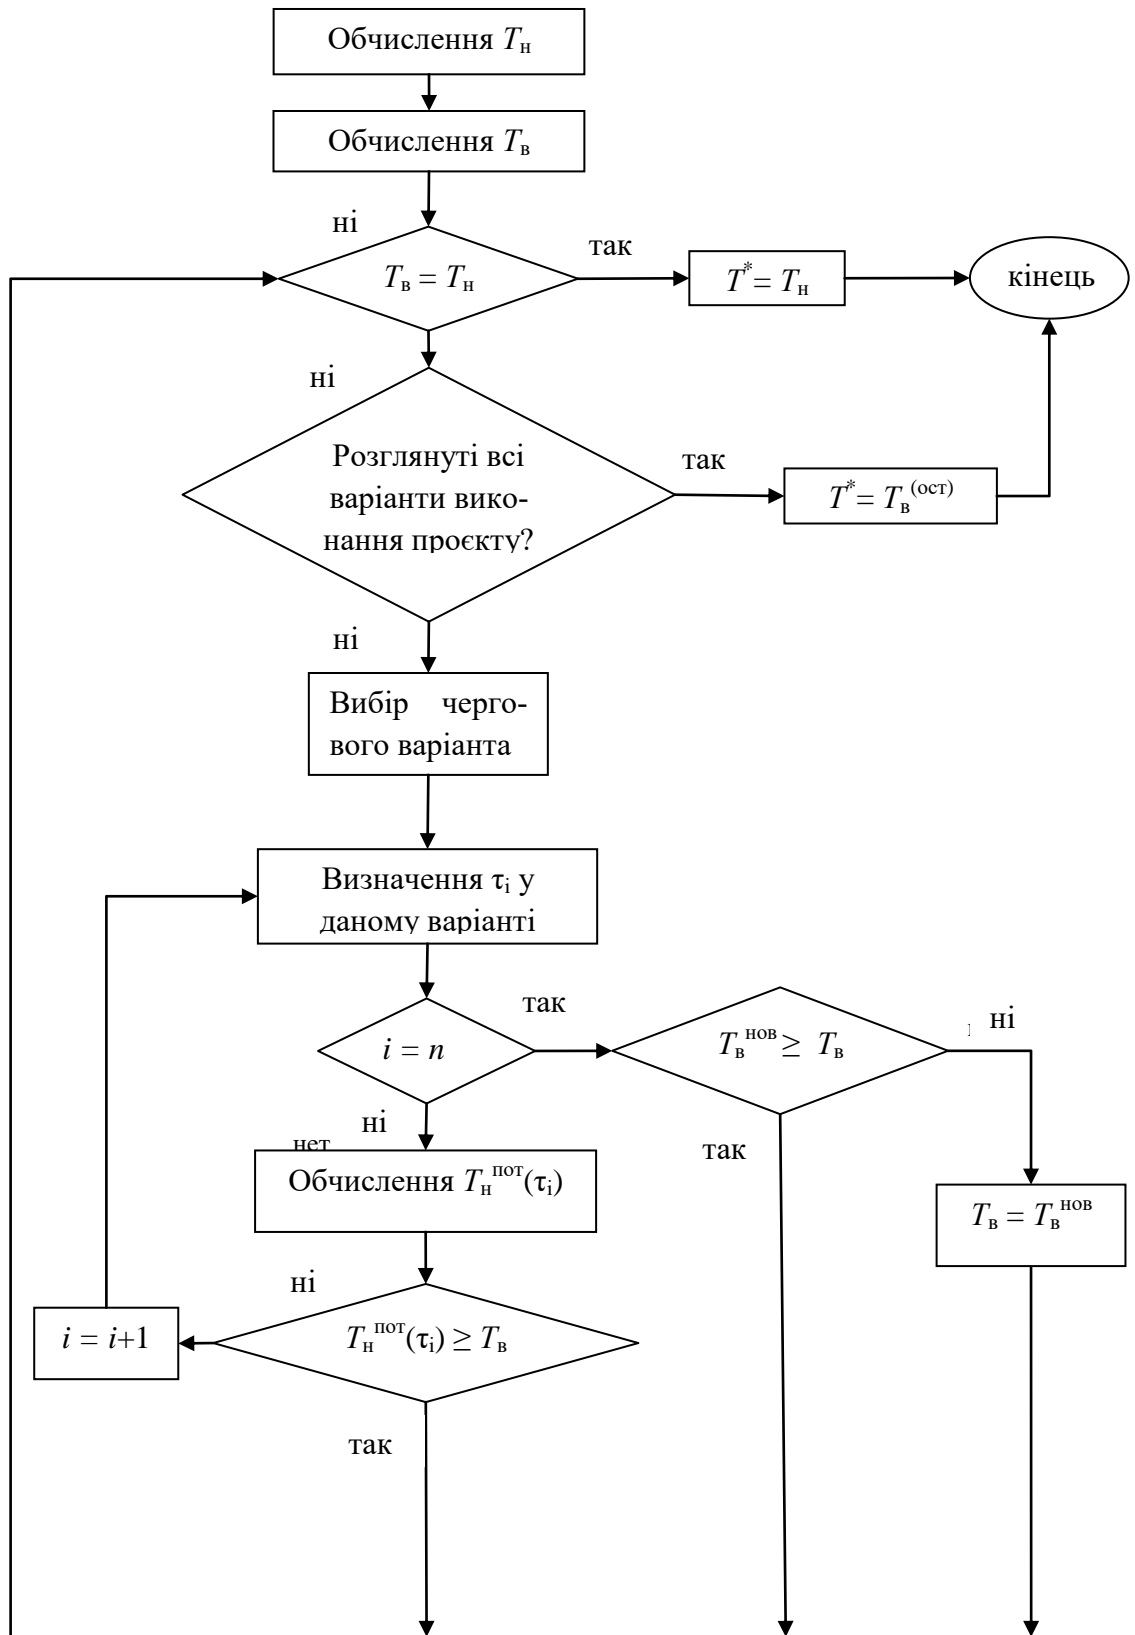 Обчислення Tн
Обчислення Tв
ні
так
Tв = Tн
T*= Tн
кінець
ні
Розглянуті всі
варіанти вико-
нання проєкту?
так
T*= Tв(ост)
ні
Вибір черго-
вого варіанта
Визначення τi у
даному варіанті
так
i = n
Tвнов ≥ Tв
ні
ні
нет
так
Обчислення Tнпот(τi)
Tв = Tвнов
ні
i = i+1
Tнпот(τi) ≥ Tв
так